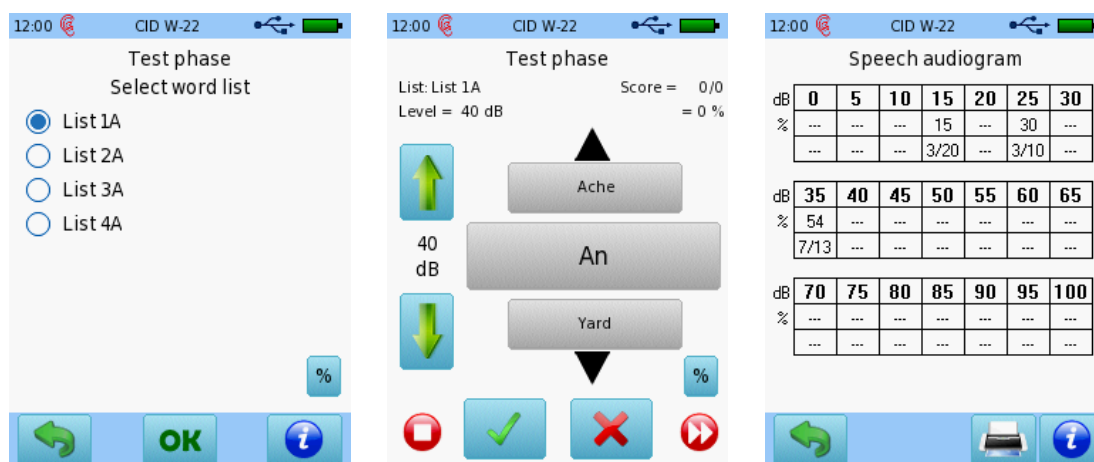 12:00 CID W-22
Test phase
Select word list
List 1A
List 2A
List 3A
List 4A
%
OK
i
12:00 CID W-22
Test phase
List: List 1A Score = 0/0
Level = 40 dB = 0 %
Ache
40
dB
An
Yard
%
12:00 CID W-22
Speech audiogram
dB 0 5 10 15 20 25 30
% --- --- --- 15 --- 30 ---
--- --- --- 3/20 --- 3/10 ---
dB 35 40 45 50 55 60 65
% 54 --- --- --- --- --- ---
7/13 --- --- --- --- --- ---
dB 70 75 80 85 90 95 100
% --- --- --- --- --- --- ---
--- --- --- --- --- --- ---
i